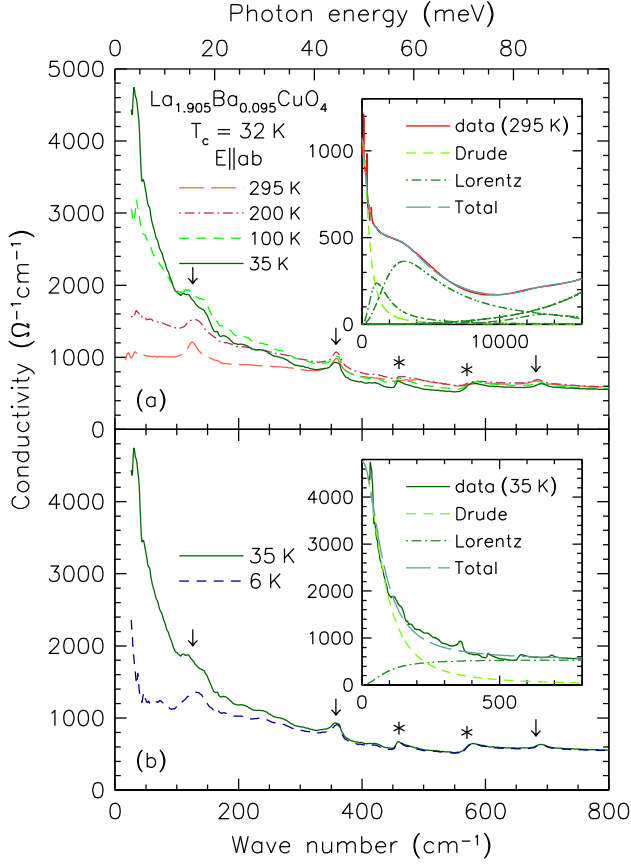 Photon energy (meV)
0 20 40 60 80
Conductivity (Ω⁻¹cm⁻¹)
5000
4000
3000
2000
1000
0
La₁.₉₀₅Ba₀.₀₉₅CuO₄
T_c = 32 K
E||ab
295 K
200 K
100 K
35 K
(a)
1000
500
0
0 10000
data (295 K)
Drude
Lorentz
Total
4000
3000
2000
1000
0
35 K
6 K
(b)
4000
3000
2000
1000
0
0 500
data (35 K)
Drude
Lorentz
Total
0 200 400 600 800
Wave number (cm⁻¹)